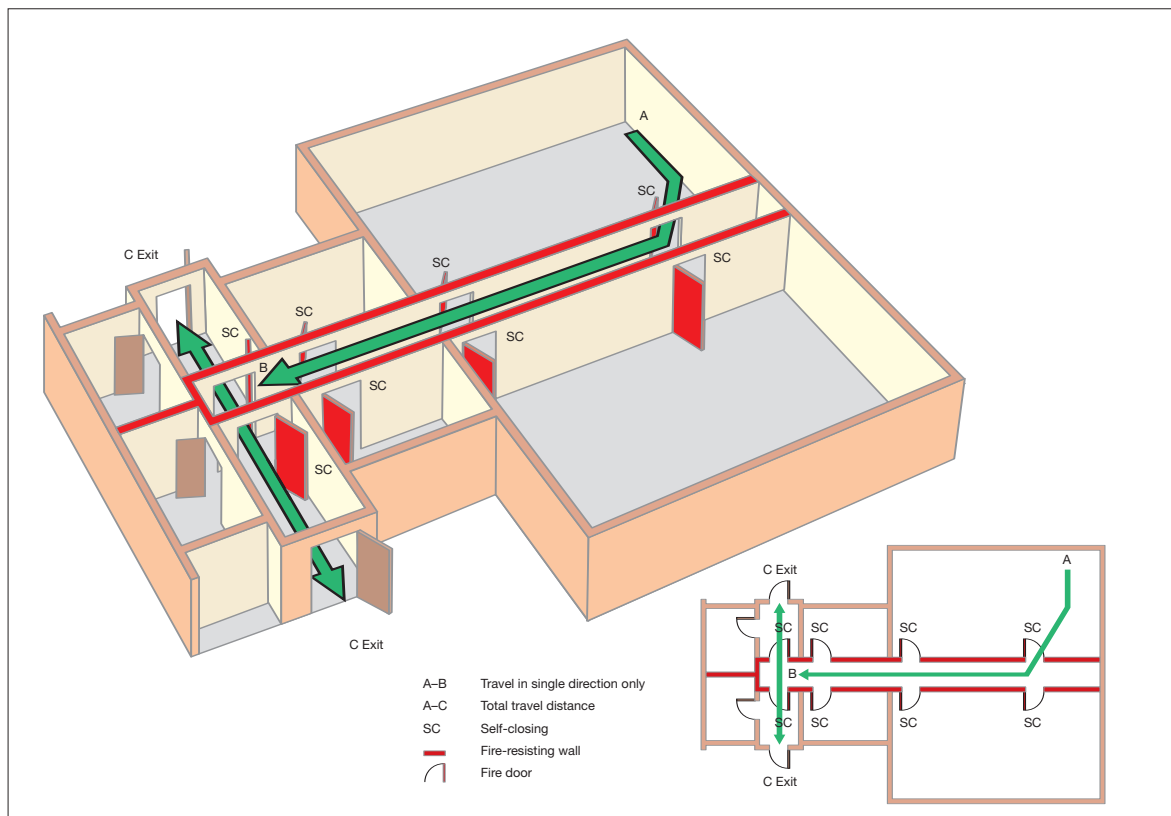 A
SC
C Exit
SC
SC
SC
SC
SC
B
SC
SC
C Exit
A–B Travel in single direction only
A–C Total travel distance
SC Self-closing
Fire-resisting wall
Fire door
A
C Exit
SC SC SC SC
B
SC SC SC SC
C Exit